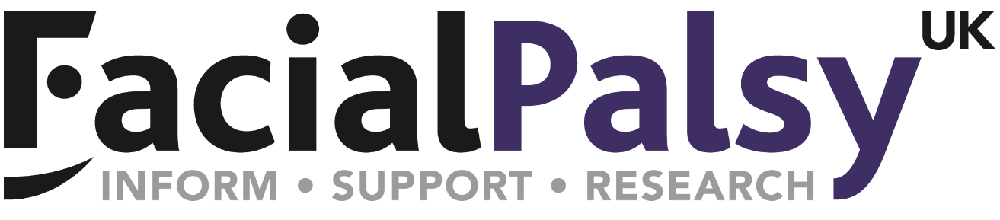 FacialPalsy UK
INFORM • SUPPORT • RESEARCH